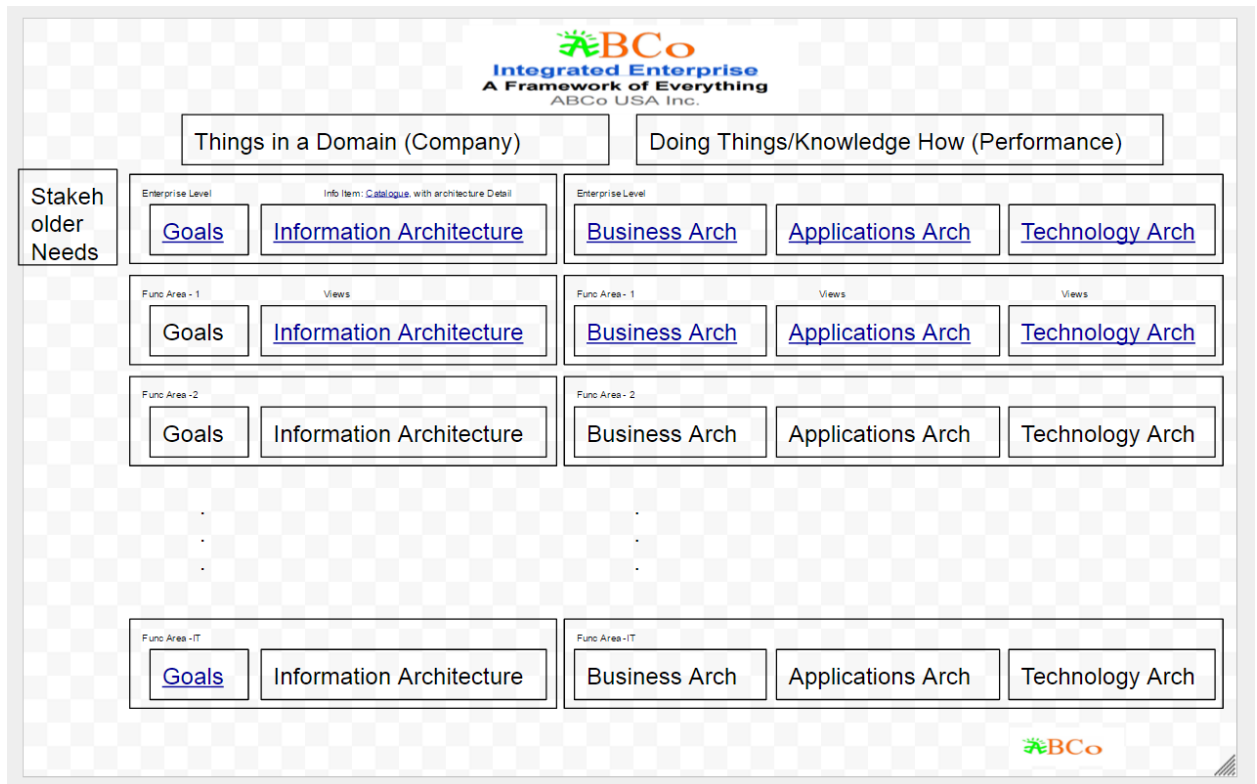 ABCo
Integrated Enterprise
A Framework of Everything
ABCo USA Inc.
Things in a Domain (Company)
Doing Things/Knowledge How (Performance)
Stakeh
older
Needs
Enterprise Level
Info Item: Catalogue, with architecture Detail
Goals
Information Architecture
Enterprise Level
Business Arch
Applications Arch
Technology Arch
Func Area - 1
Views
Goals
Information Architecture
Func Area - 1
Views
Views
Business Arch
Applications Arch
Technology Arch
Func Area -2
Goals
Information Architecture
Func Area - 2
Business Arch
Applications Arch
Technology Arch
.
.
.
.
.
.
Func Area -IT
Goals
Information Architecture
Func Area -IT
Business Arch
Applications Arch
Technology Arch
ABCo